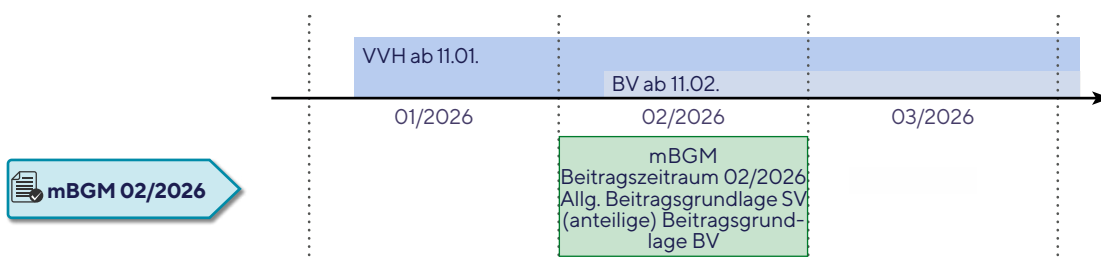 VVH ab 11.01.
BV ab 11.02.
01/2026
02/2026
03/2026
mBGM 02/2026
mBGM
Beitragszeitraum 02/2026
Allg. Beitragsgrundlage SV
(anteilige) Beitragsgrund-
lage BV